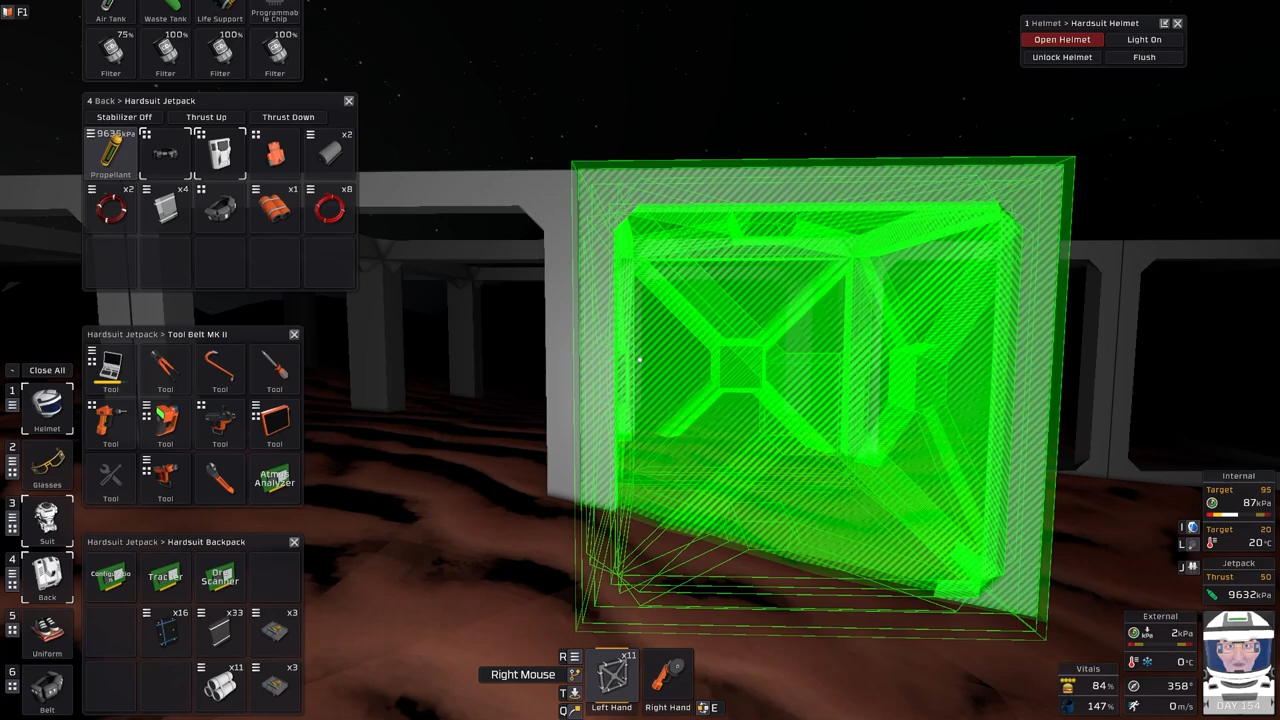 F1
Air Tank
Waste Tank
Life Support
Programmab
le Chip
75%
100%
100%
100%
Filter
Filter
Filter
Filter
4 Back > Hardsuit Jetpack
Stabilizer Off
Thrust Up
Thrust Down
x2
Propellant
x2
x4
x1
x8
Hardsuit Jetpack > Tool Belt MK II
Tool
Tool
Tool
Tool
Tool
Tool
Tool
Tool
Tool
Tool
Tool
Atmos
Analyzer
Hardsuit Jetpack > Hardsuit Backpack
Tracker
Ore
Scanner
x16
x33
x3
x11
x3
~
Close All
1
Helmet
2
Glasses
3
Suit
4
Back
5
Uniform
6
Belt
1 Helmet > Hardsuit Helmet
Open Helmet
Light On
Unlock Helmet
Flush
Right Mouse
R
T
Q
x11
Left Hand
Right Hand
E
Internal
Target 95
87kPa
Target 20
20°C
I
L
J
Jetpack
Thrust 50
9632kPa
External
kPa
2kPa
0°C
358°
0m/s
Vitals
84%
147%
DAY 154